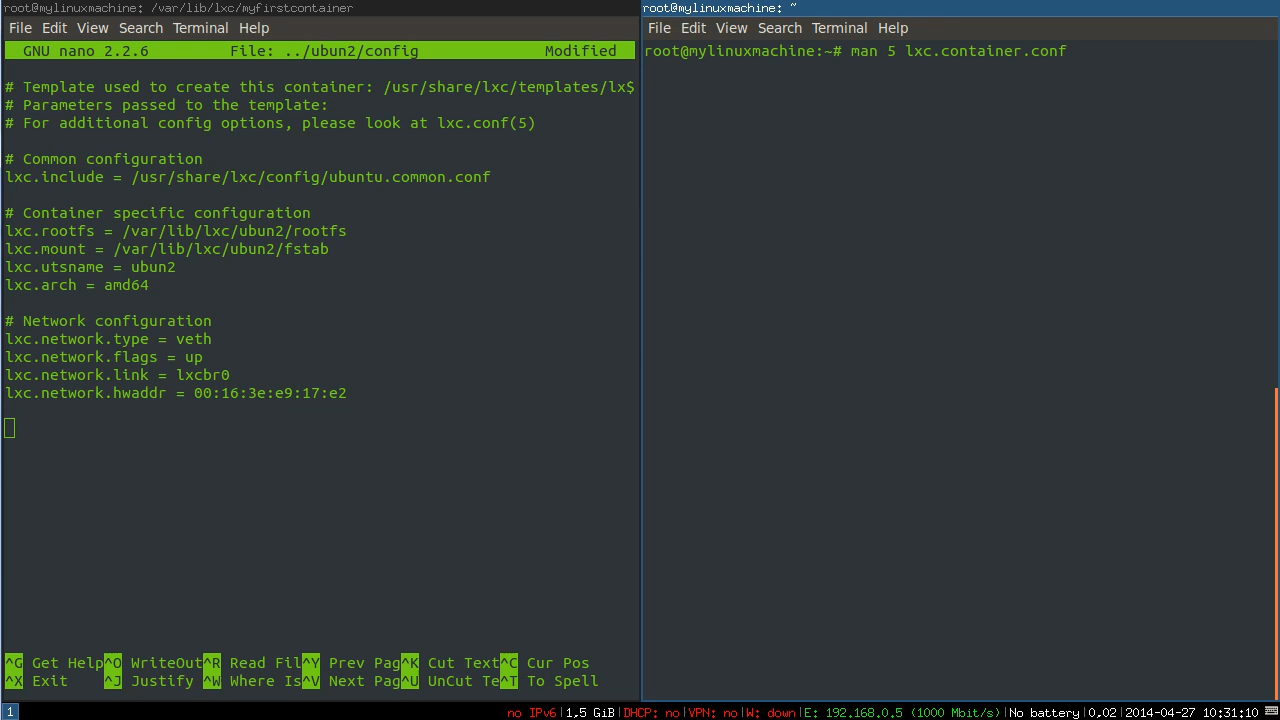 root@mylinuxmachine: /var/lib/lxc/myfirstcontainer
File Edit View Search Terminal Help
GNU nano 2.2.6 File: ../ubun2/config Modified
# Template used to create this container: /usr/share/lxc/templates/lx$
# Parameters passed to the template:
# For additional config options, please look at lxc.conf(5)
# Common configuration
lxc.include = /usr/share/lxc/config/ubuntu.common.conf
# Container specific configuration
lxc.rootfs = /var/lib/lxc/ubun2/rootfs
lxc.mount = /var/lib/lxc/ubun2/fstab
lxc.utsname = ubun2
lxc.arch = amd64
# Network configuration
lxc.network.type = veth
lxc.network.flags = up
lxc.network.link = lxcbr0
lxc.network.hwaddr = 00:16:3e:e9:17:e2
^G Get Help^O WriteOut^R Read Fil^Y Prev Pag^K Cut Text^C Cur Pos
^X Exit ^J Justify ^W Where Is^V Next Pag^U UnCut Te^T To Spell
root@mylinuxmachine: ~
File Edit View Search Terminal Help
root@mylinuxmachine:~# man 5 lxc.container.conf
1 no IPv6|1,5 GiB|DHCP: no|VPN: no|W: down|E: 192.168.0.5 (1000 Mbit/s)|No battery|0.02|2014-04-27 10:31:10